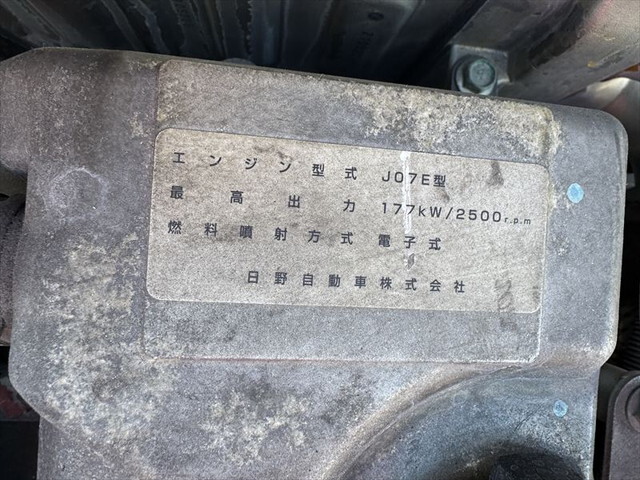 エンジン型式 J07E型
最高出力 177kW/2500r.p.m
燃料噴射方式 電子式
日野自動車株式会社